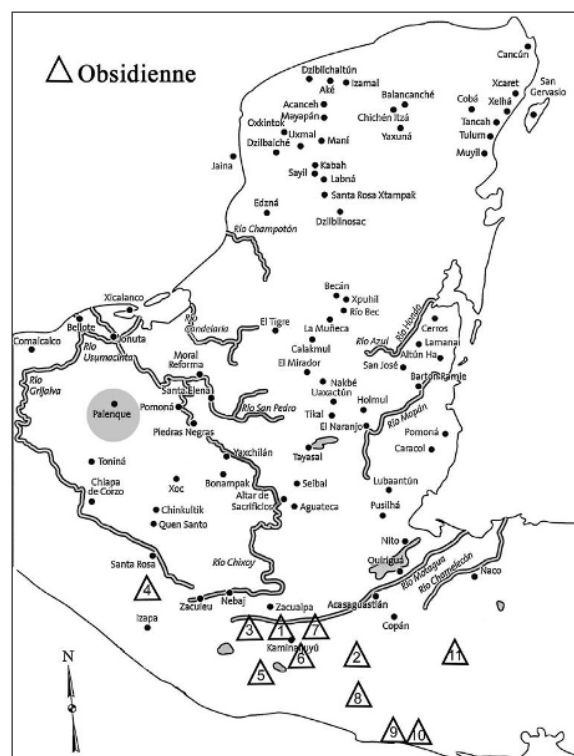 Obsidienne
Cancún
Dzibilchaltún
Aké
Izamal
Xcaret
San
Gervasio
Acanceh
Balancanché
Cobá
Xelhá
Mayapán
Chichén Itzá
Tancah
Oxkintok
Uxmal
Maní
Yaxuná
Tulum
Dzilbalché
Muyil
Jaina
Kabah
Sayil
Labná
Santa Rosa Xtampak
Edzná
Dzilbilnosac
Río Champotón
Becán
Xpuhil
Xicalanco
Río
Candelaria
Río Bec
Río Hondo
Bellote
El Tigre
La Muñeca
Cerros
Comalcalco
Jonuta
Calakmul
Río Azul
Lamanai
Río
Usumacinta
Moral
Reforma
El Mirador
San José
Altún Ha
Río
Grijalva
Santa Elena
Nakbé
Barton Ramie
Uaxactún
Palenque
Pomoná
Río San Pedro
Tikal
Holmul
Piedras Negras
El Naranjo
Río Mopán
Pomoná
Toniná
Yaxchilán
Tayasal
Caracol
Chiapa
de Corzo
Xoc
Bonampak
Seibal
Lubaantún
Altar de
Sacrificios
Aguateca
Chinkultik
Quen Santo
Pusilhá
Nito
Santa Rosa
Río Chixoy
Quiriguá
Río Motagua
Río Chamelecón
Naco
4
Zaculeu
Nebaj
Zacualpa
Acasaguastlán
Izapa
Copán
3
1
7
Kaminaljuyú
6
2
11
N
5
8
9
10